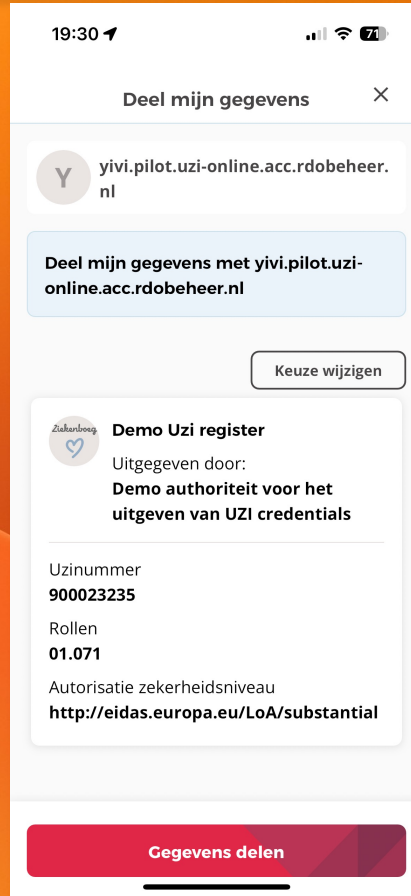 19:30
71
Deel mijn gegevens
Y
yivi.pilot.uzi-online.acc.rdobeheer.
nl
Deel mijn gegevens met yivi.pilot.uzi-
online.acc.rdobeheer.nl
Keuze wijzigen
Ziekenboeg
Demo Uzi register
Uitgegeven door:
Demo authoriteit voor het
uitgeven van UZI credentials
Uzinummer
900023235
Rollen
01.071
Autorisatie zekerheidsniveau
http://eidas.europa.eu/LoA/substantial
Gegevens delen